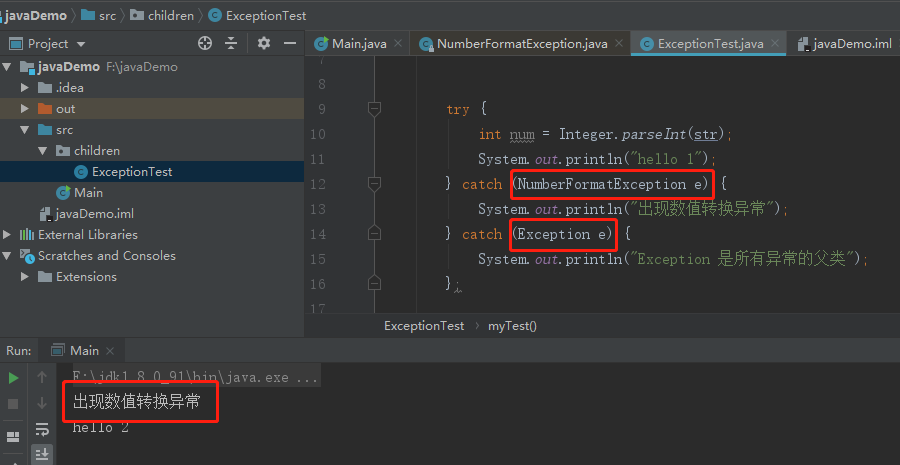 javaDemo src children ExceptionTest
Project
Main.java NumberFormatException.java ExceptionTest.java javaDemo.iml
javaDemo F:\javaDemo
.idea
out
src
children
ExceptionTest
Main
javaDemo.iml
External Libraries
Scratches and Consoles
Extensions
8
9 try {
10 int num = Integer.parseInt(str);
11 System.out.println("hello 1");
12 } catch (NumberFormatException e) {
13 System.out.println("出现数值转换异常");
14 } catch (Exception e) {
15 System.out.println("Exception 是所有异常的父类");
16 };
17
ExceptionTest myTest()
Run: Main
F:\jdk1.8.0_91\bin\java.exe ...
出现数值转换异常
hello 2